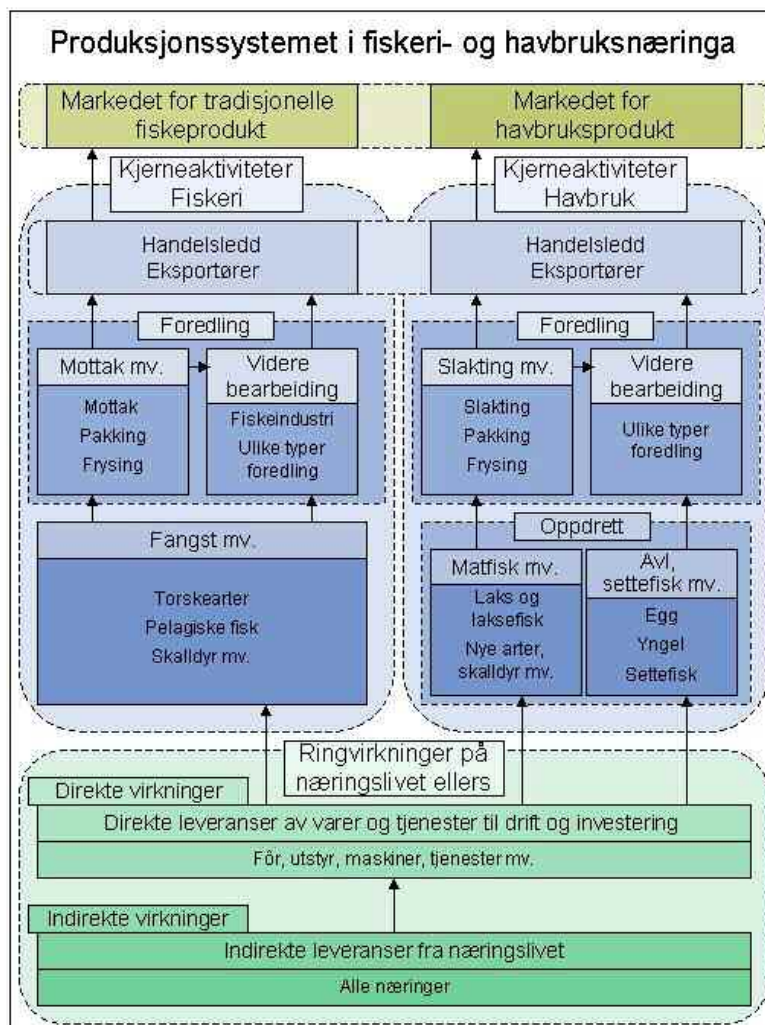 Produksjonssystemet i fiskeri- og havbruksnæringa
Markedet for tradisjonelle
fiskeprodukt
Markedet for
havbruksprodukt
Kjerneaktiviteter
Fiskeri
Kjerneaktiviteter
Havbruk
Handelsledd
Eksportører
Handelsledd
Eksportører
Foredling
Foredling
Mottak mv.
Mottak
Pakking
Frysing
Videre
bearbeiding
Fiskeindustri
Ulike typer
foredling
Slakting mv.
Slakting
Pakking
Frysing
Videre
bearbeiding
Ulike typer
foredling
Fangst mv.
Torskearter
Pelagiske fisk
Skalldyr mv.
Oppdrett
Matfisk mv.
Laks og
laksefisk
Nye arter,
skalldyr mv.
Avl,
settefisk mv.
Egg
Yngel
Settefisk
Ringvirkninger på
næringslivet ellers
Direkte virkninger
Direkte leveranser av varer og tjenester til drift og investering
Fôr, utstyr, maskiner, tjenester mv.
Indirekte virkninger
Indirekte leveranser fra næringslivet
Alle næringer